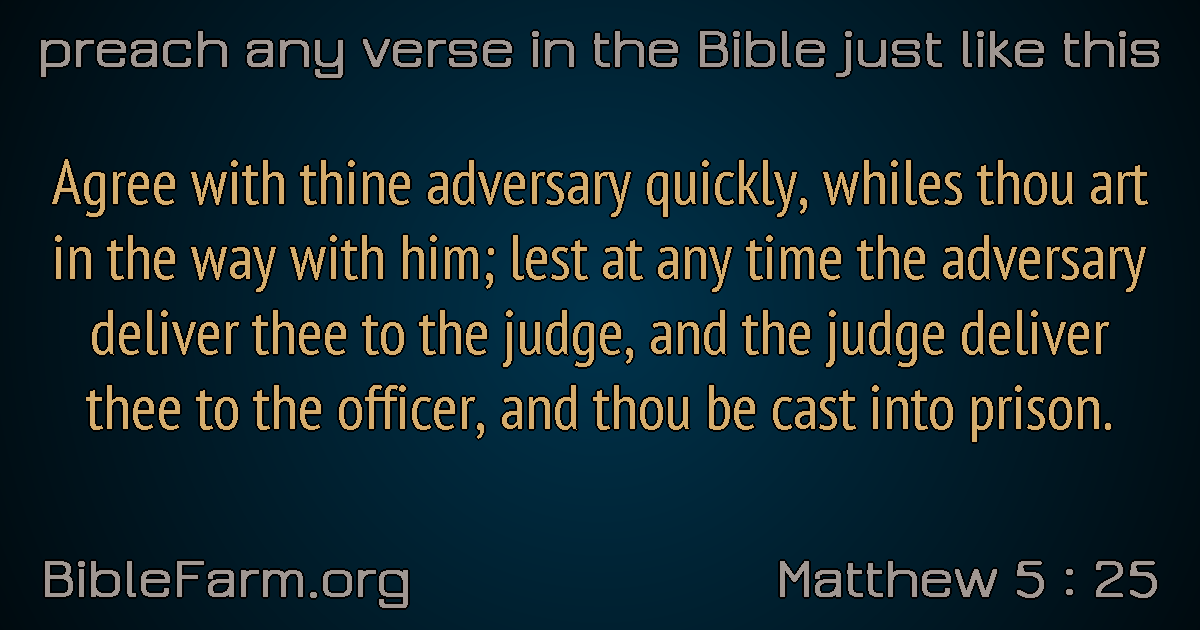 preach any verse in the Bible just like this
Agree with thine adversary quickly, whiles thou art
in the way with him; lest at any time the adversary
deliver thee to the judge, and the judge deliver
thee to the officer, and thou be cast into prison.
BibleFarm.org
Matthew 5 : 25